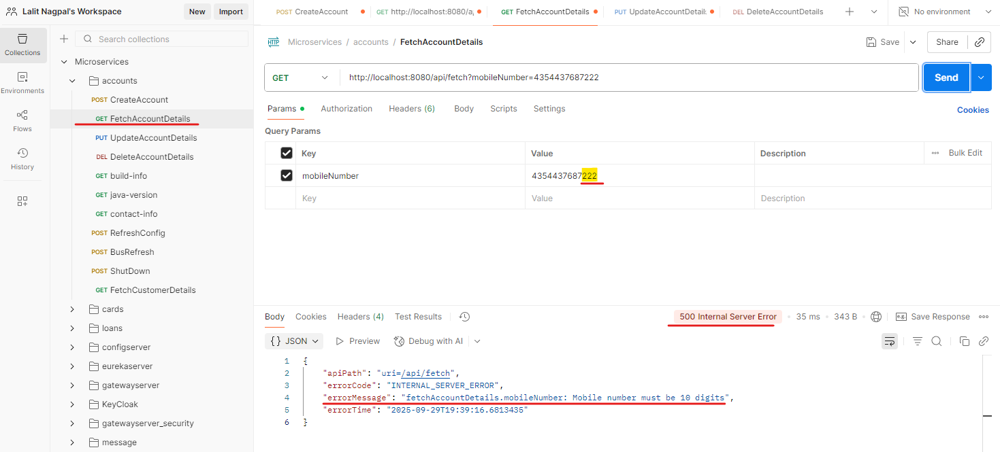 Lalit Nagpal's Workspace
New
Import
POST CreateAccount
GET http://localhost:8080/a
GET FetchAccountDetails
PUT UpdateAccountDetails
DEL DeleteAccountDetails
No environment
Collections
Environments
Flows
History
Search collections
Microservices
accounts
POST CreateAccount
GET FetchAccountDetails
PUT UpdateAccountDetails
DEL DeleteAccountDetails
GET build-info
GET java-version
GET contact-info
POST RefreshConfig
POST BusRefresh
POST ShutDown
GET FetchCustomerDetails
cards
loans
configserver
eurekaserver
gatewayserver
KeyCloak
gatewayserver_security
message
HTTP Microservices / accounts / FetchAccountDetails
Save
Share
GET
http://localhost:8080/api/fetch?mobileNumber=4354437687222
Send
Params
Authorization
Headers (6)
Body
Scripts
Settings
Cookies
Query Params
Key Value Description
Bulk Edit
mobileNumber 4354437687222
Key Value Description
Body
Cookies
Headers (4)
Test Results
500 Internal Server Error
35 ms
343 B
e.g.
Save Response
{} JSON
Preview
Debug with AI
1 {
2 "apiPath": "uri=/api/fetch",
3 "errorCode": "INTERNAL_SERVER_ERROR",
4 "errorMessage": "fetchAccountDetails.mobileNumber: Mobile number must be 10 digits",
5 "errorTime": "2025-09-29T19:39:16.6813435"
6 }